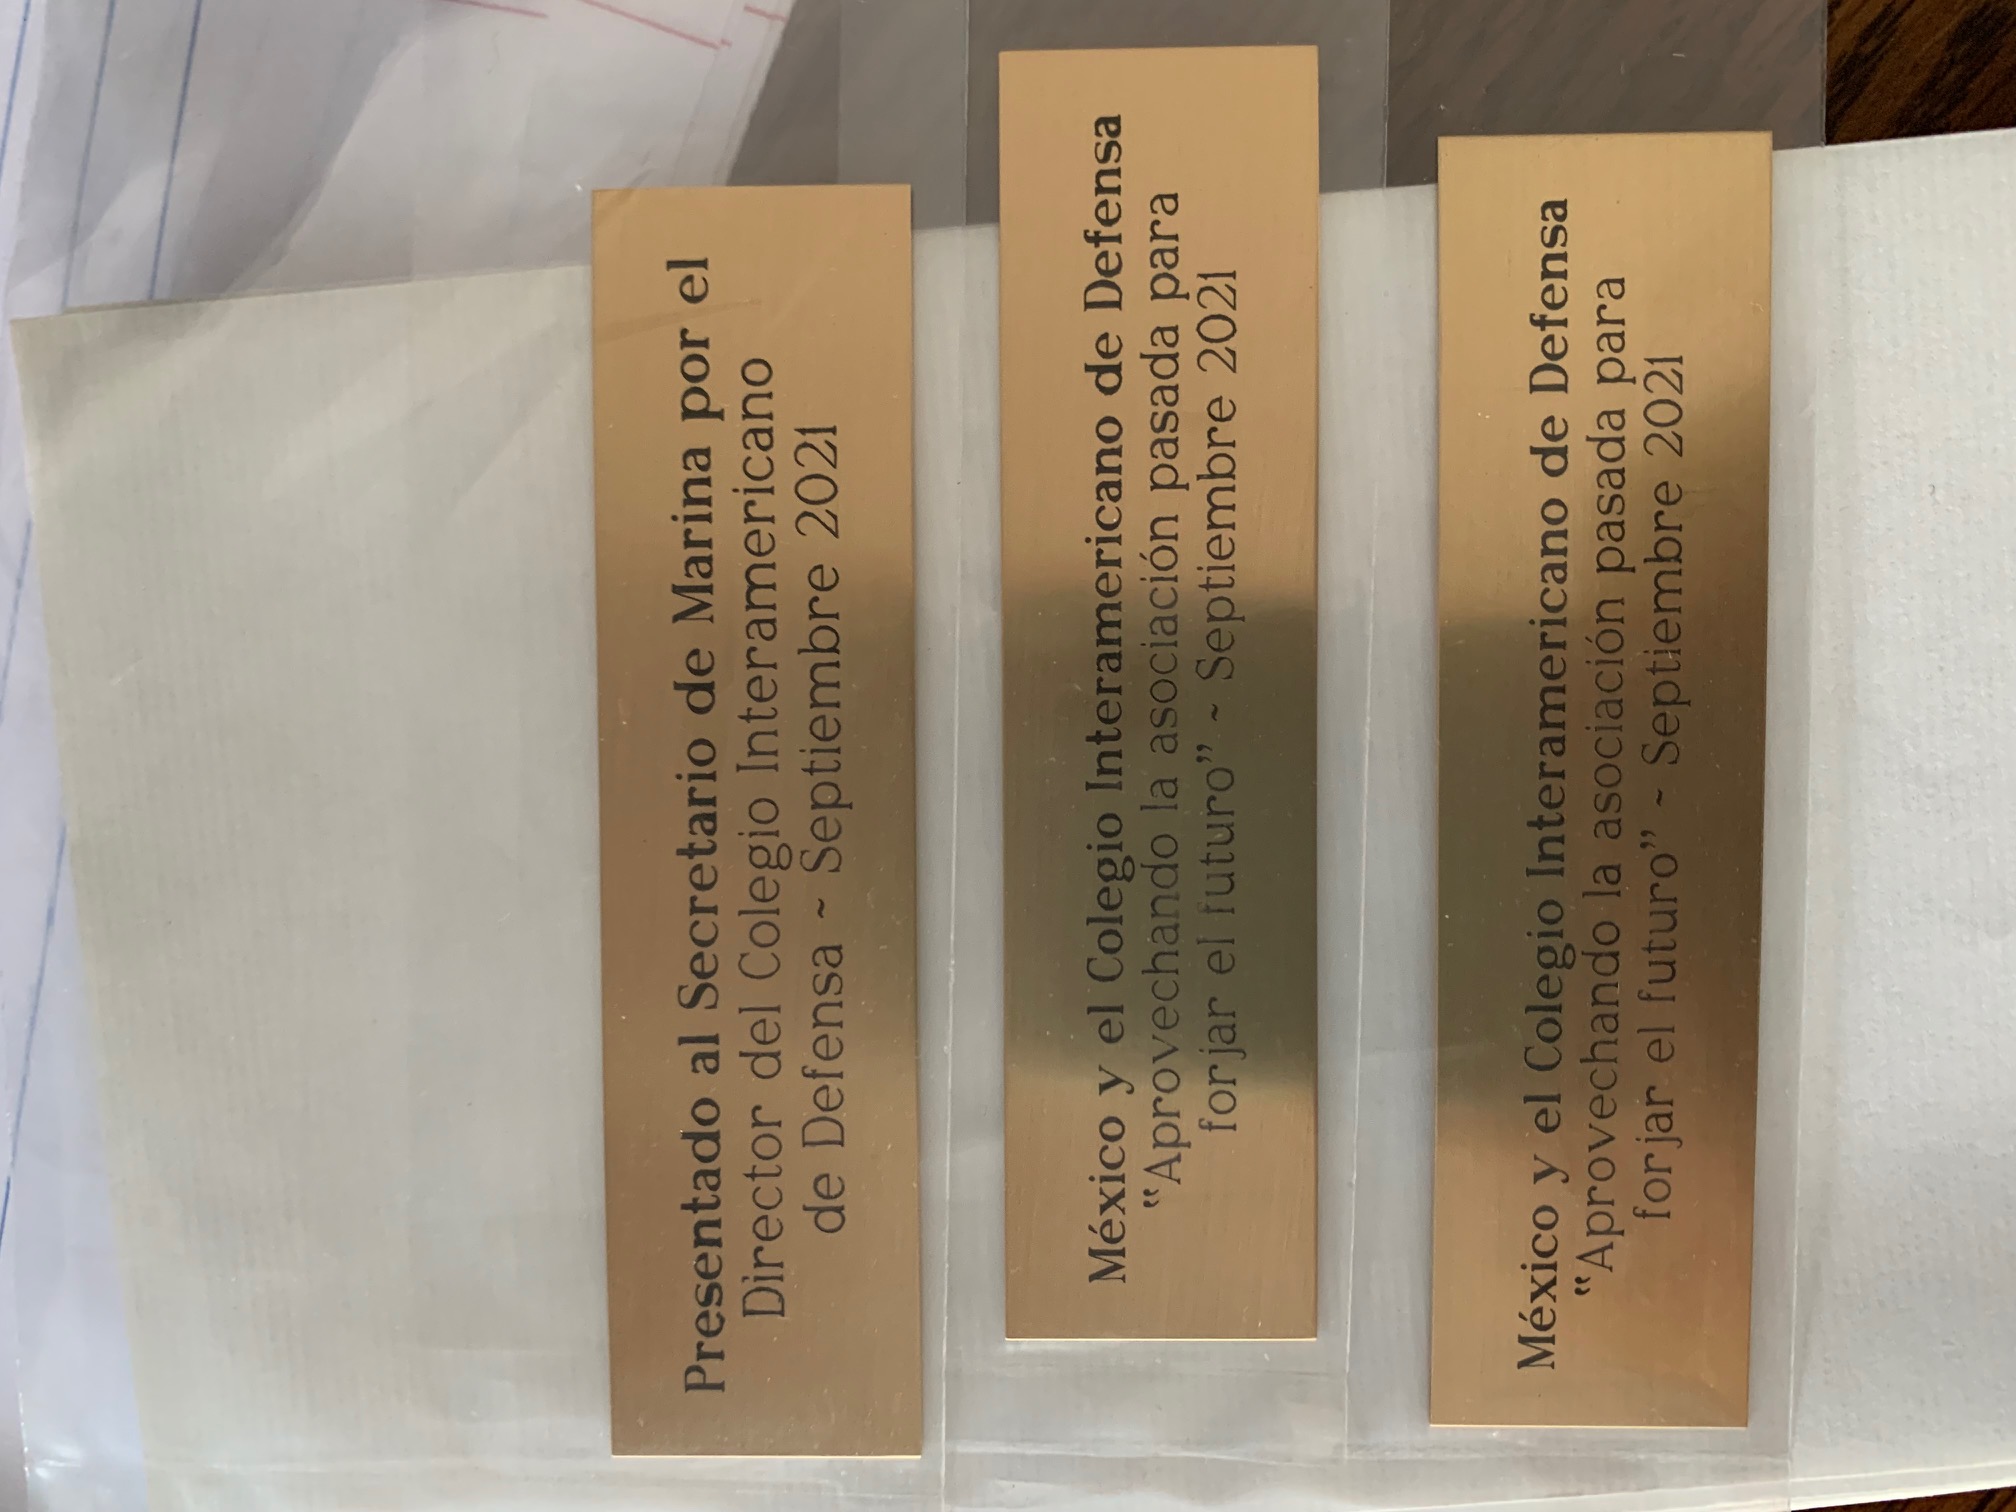 Presentado al Secretario de Marina por el
Director del Colegio Interamericano
de Defensa ~ Septiembre 2021
México y el Colegio Interamericano de Defensa
"Aprovechando la asociación pasada para
forjar el futuro" ~ Septiembre 2021
México y el Colegio Interamericano de Defensa
"Aprovechando la asociación pasada para
forjar el futuro" ~ Septiembre 2021